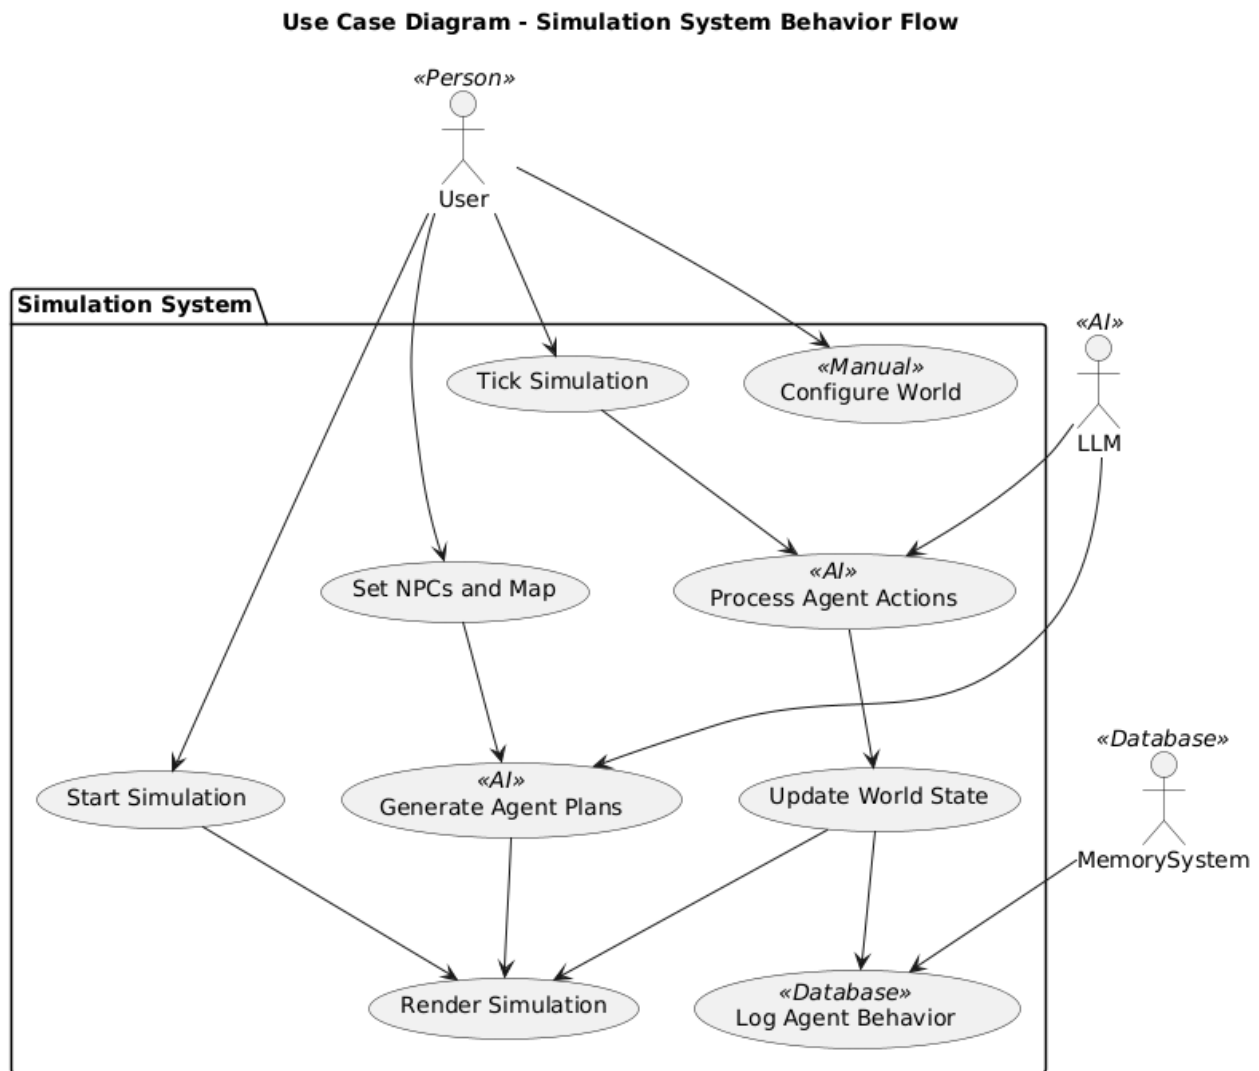 Use Case Diagram - Simulation System Behavior Flow
«Person»
User
Simulation System
«AI»
LLM
Tick Simulation
«Manual»
Configure World
Set NPCs and Map
«AI»
Process Agent Actions
«Database»
MemorySystem
Start Simulation
«AI»
Generate Agent Plans
Update World State
Render Simulation
«Database»
Log Agent Behavior